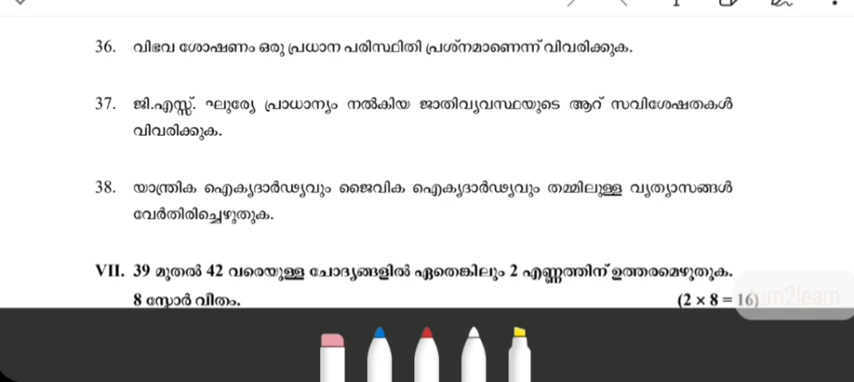 36. വിഭവ ശോഷണം ഒരു പ്രധാന പരിസ്ഥിതി പ്രശ്നമാണെന്ന് വിവരിക്കുക.
37. ജി.എസ്സ്. ഘുര്യേ പ്രാധാന്യം നൽകിയ ജാതിവ്യവസ്ഥയുടെ ആറ് സവിശേഷതകൾ
വിവരിക്കുക.
38. യാന്ത്രിക ഐക്യദാർഢ്യവും ജൈവിക ഐക്യദാർഢ്യവും തമ്മിലുള്ള വ്യത്യാസങ്ങൾ
വേർതിരിച്ചെഴുതുക.
VII. 39 മുതൽ 42 വരെയുള്ള ചോദ്യങ്ങളിൽ ഏതെങ്കിലും 2 എണ്ണത്തിന് ഉത്തരമെഴുതുക.
8 സ്കോർ വീതം. (2 × 8 = 16)
turn2learn